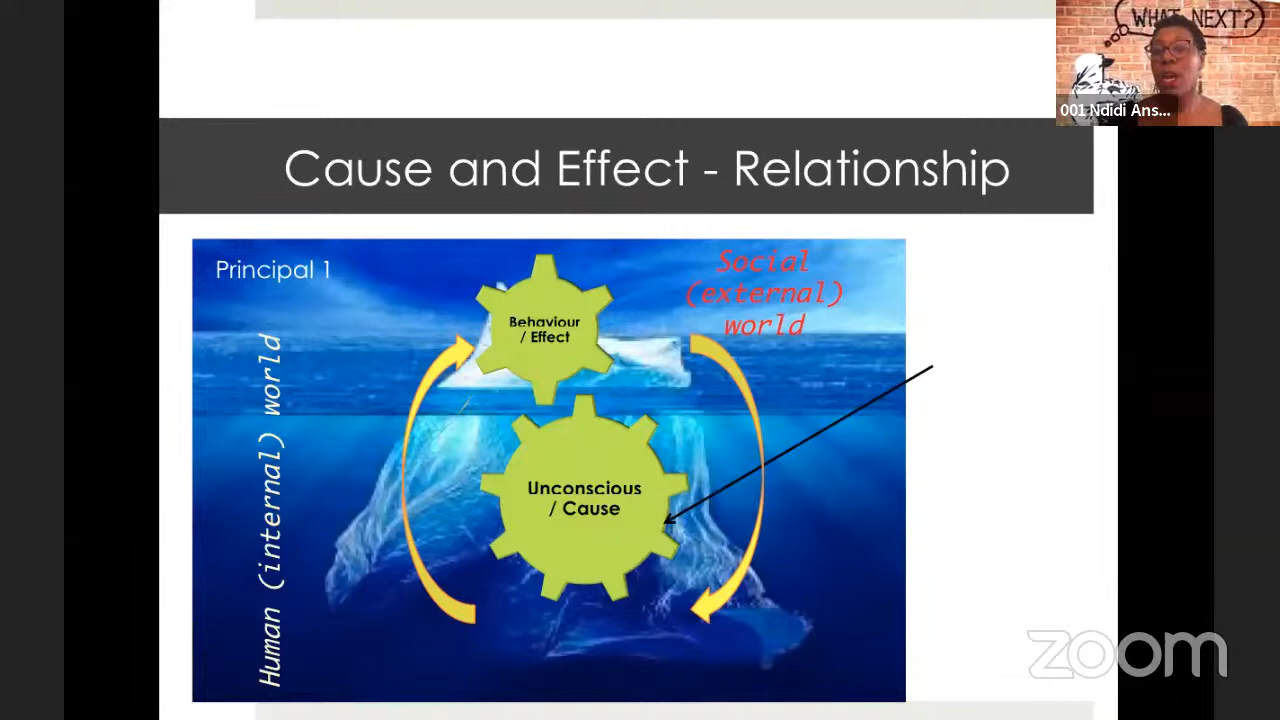 WHAT NEXT?
001 Ndidi Ans...
Cause and Effect - Relationship
Principal 1
Social
(external)
world
Behaviour
/ Effect
Human (internal) world
Unconscious
/ Cause
zoom